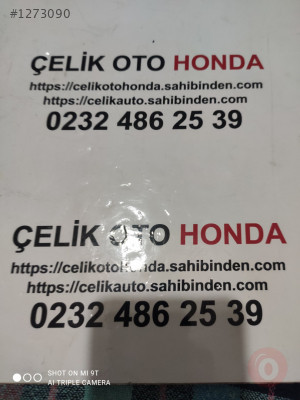 #1273090
ÇELİK OTO HONDA
https://celikotohonda.sahibinden.com
https://celikauto.sahibinden.com
0232 486 25 39
ÇELİK OTO HONDA
https://celikotohonda.sahibinden.com
https://celikauto.sahibinden.com
0232 486 25 39
SHOT ON MI 9T
AI TRIPLE CAMERA